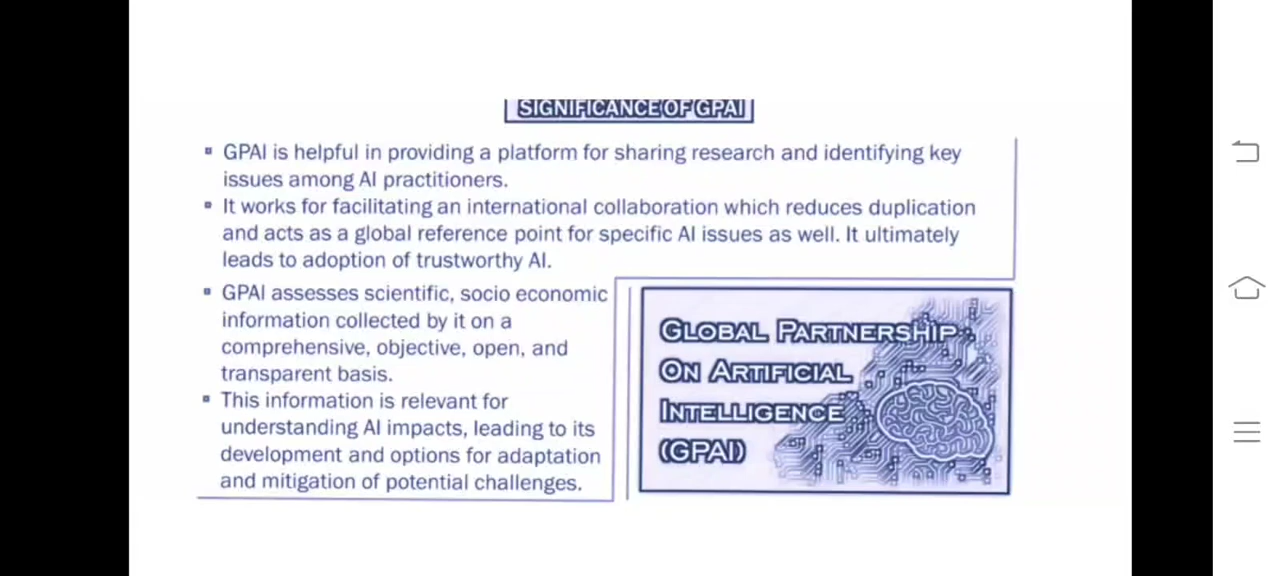 SIGNIFICANCE OF GPAI
GPAI is helpful in providing a platform for sharing research and identifying key
issues among AI practitioners.
It works for facilitating an international collaboration which reduces duplication
and acts as a global reference point for specific AI issues as well. It ultimately
leads to adoption of trustworthy AI.
GPAI assesses scientific, socio economic
information collected by it on a
comprehensive, objective, open, and
transparent basis.
This information is relevant for
understanding AI impacts, leading to its
development and options for adaptation
and mitigation of potential challenges.
GLOBAL PARTNERSHIP
ON ARTIFICIAL
INTELLIGENCE
(GPAI)